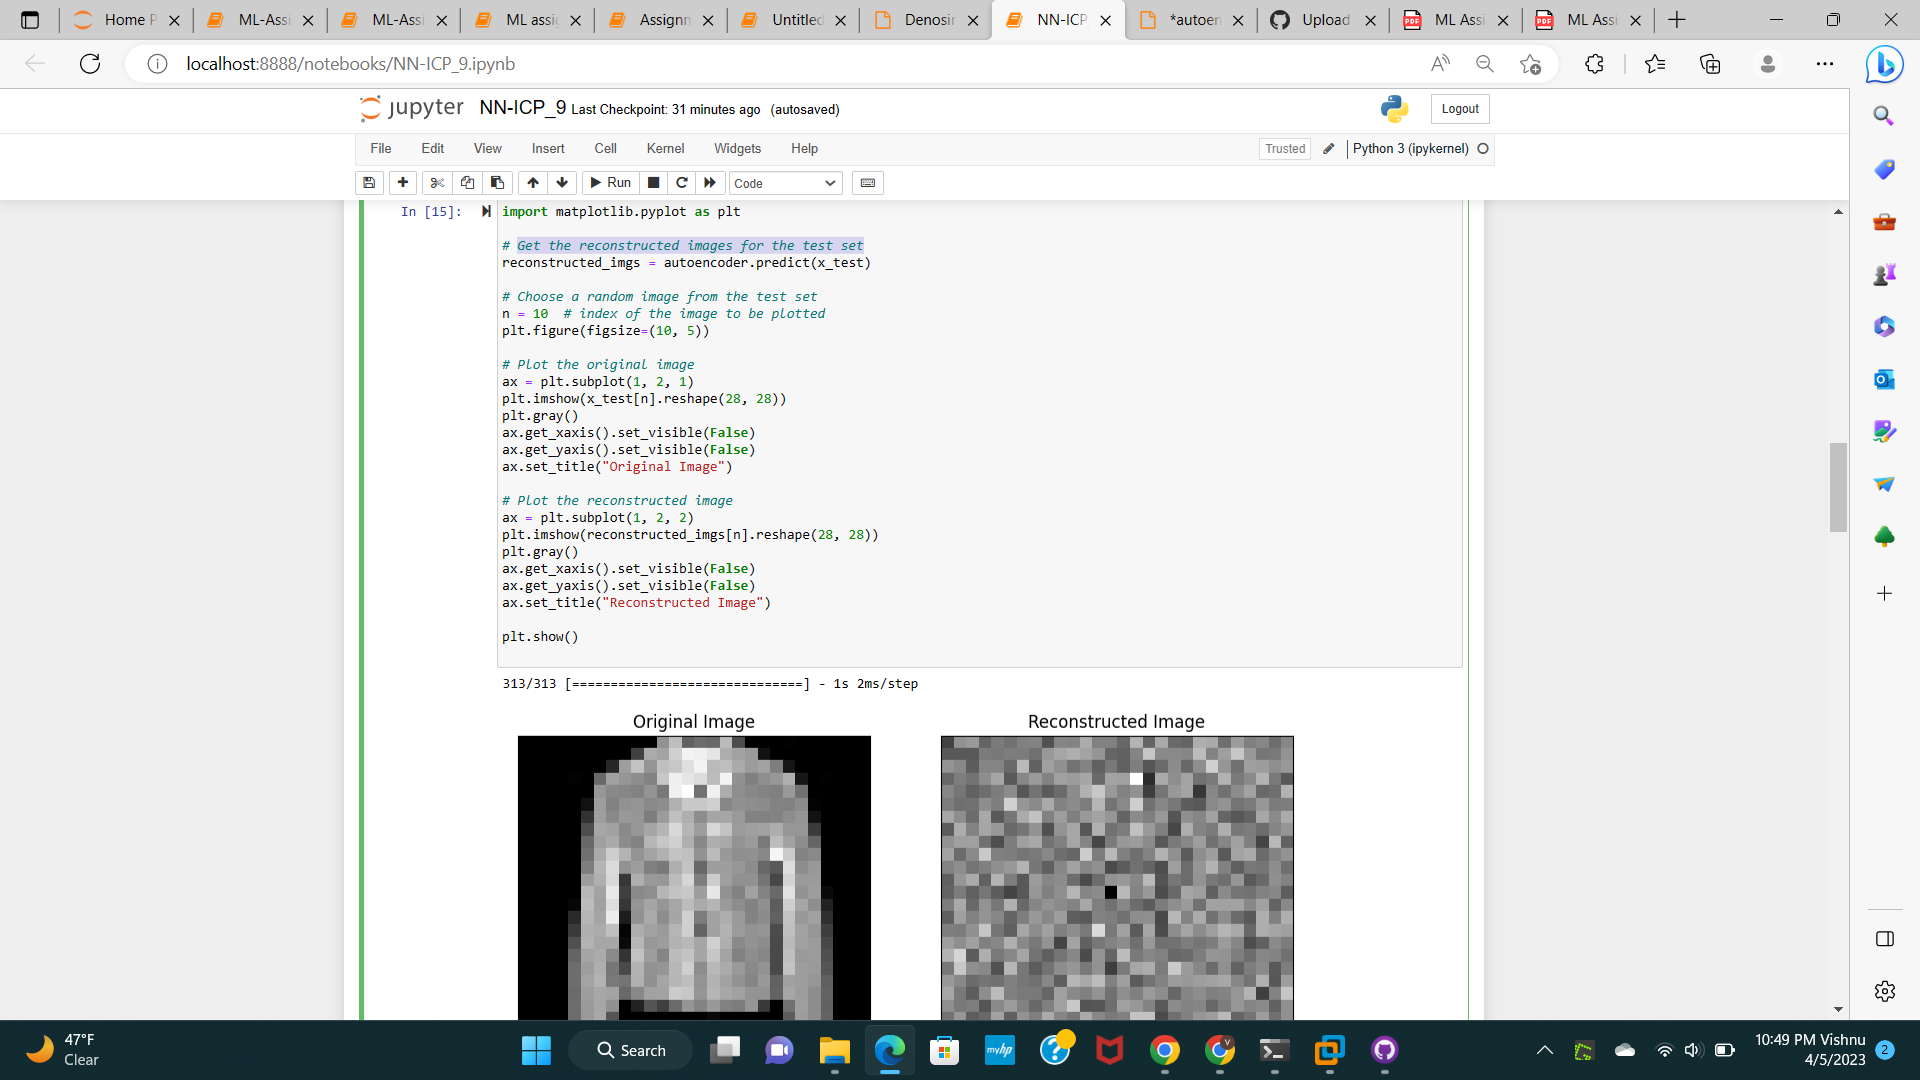 Home P
ML-Assi
ML-Assi
ML assig
Assignn
Untitled
Denosin
NN-ICP
*autoen
Upload
ML Assi
ML Assi
localhost:8888/notebooks/NN-ICP_9.ipynb
jupyter NN-ICP_9 Last Checkpoint: 31 minutes ago (autosaved)
Logout
File Edit View Insert Cell Kernel Widgets Help
Trusted
Python 3 (ipykernel)
Run
Code
In [15]:
import matplotlib.pyplot as plt
# Get the reconstructed images for the test set
reconstructed_imgs = autoencoder.predict(x_test)
# Choose a random image from the test set
n = 10  # index of the image to be plotted
plt.figure(figsize=(10, 5))
# Plot the original image
ax = plt.subplot(1, 2, 1)
plt.imshow(x_test[n].reshape(28, 28))
plt.gray()
ax.get_xaxis().set_visible(False)
ax.get_yaxis().set_visible(False)
ax.set_title("Original Image")
# Plot the reconstructed image
ax = plt.subplot(1, 2, 2)
plt.imshow(reconstructed_imgs[n].reshape(28, 28))
plt.gray()
ax.get_xaxis().set_visible(False)
ax.get_yaxis().set_visible(False)
ax.set_title("Reconstructed Image")
plt.show()
313/313 [==============================] - 1s 2ms/step
Original Image
Reconstructed Image
47°F
Clear
Search
myhp
10:49 PM Vishnu
4/5/2023
2